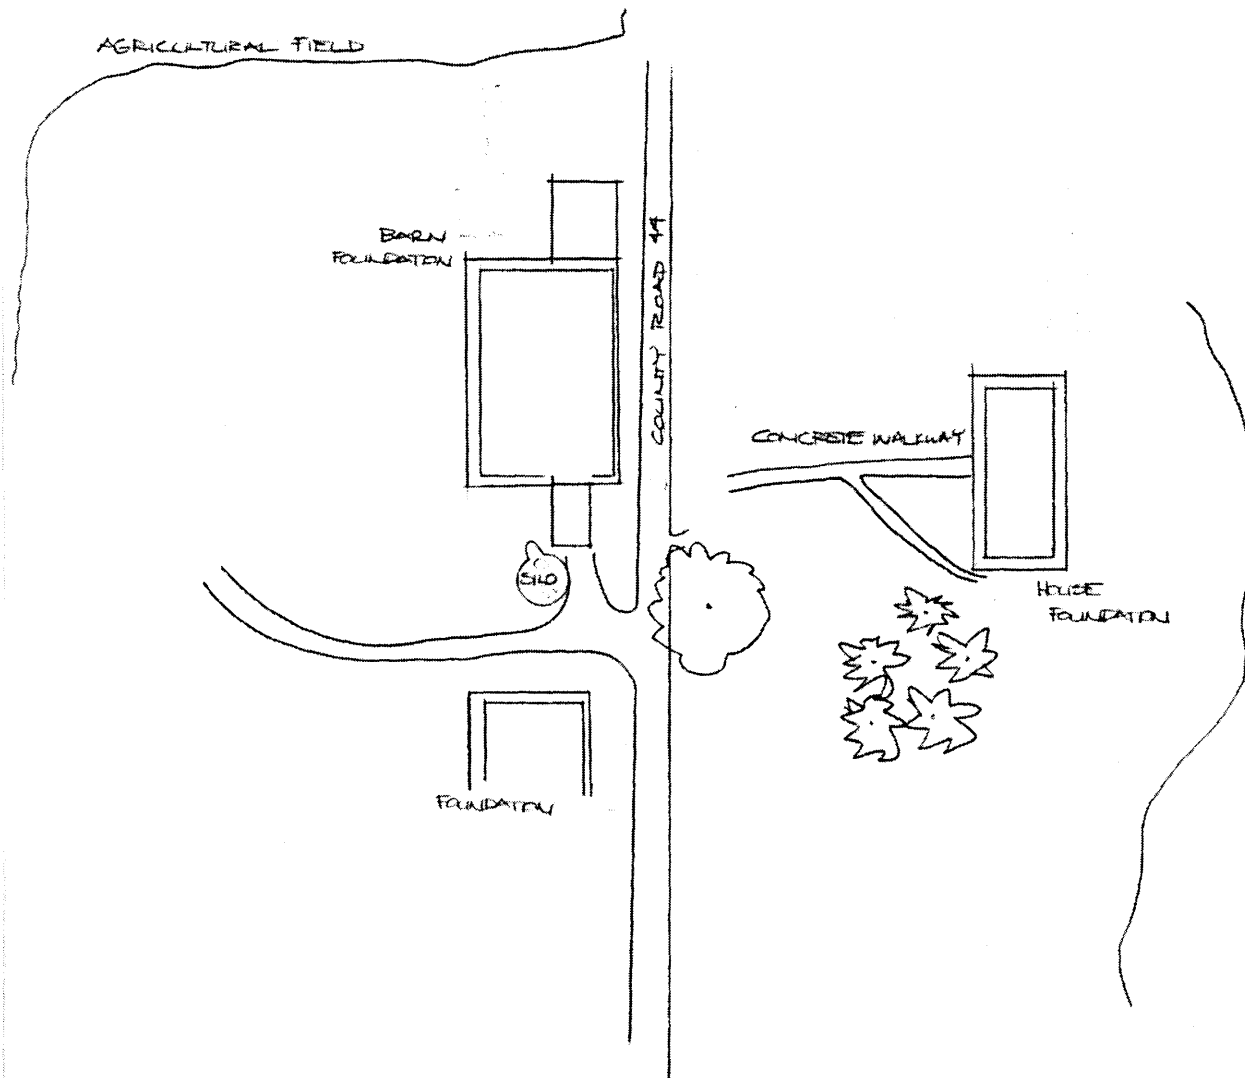 AGRICULTURAL FIELD
BARN
FOUNDATION
COUNTY ROAD 44
CONCRETE WALKWAY
SILO
HOUSE
FOUNDATION
FOUNDATION